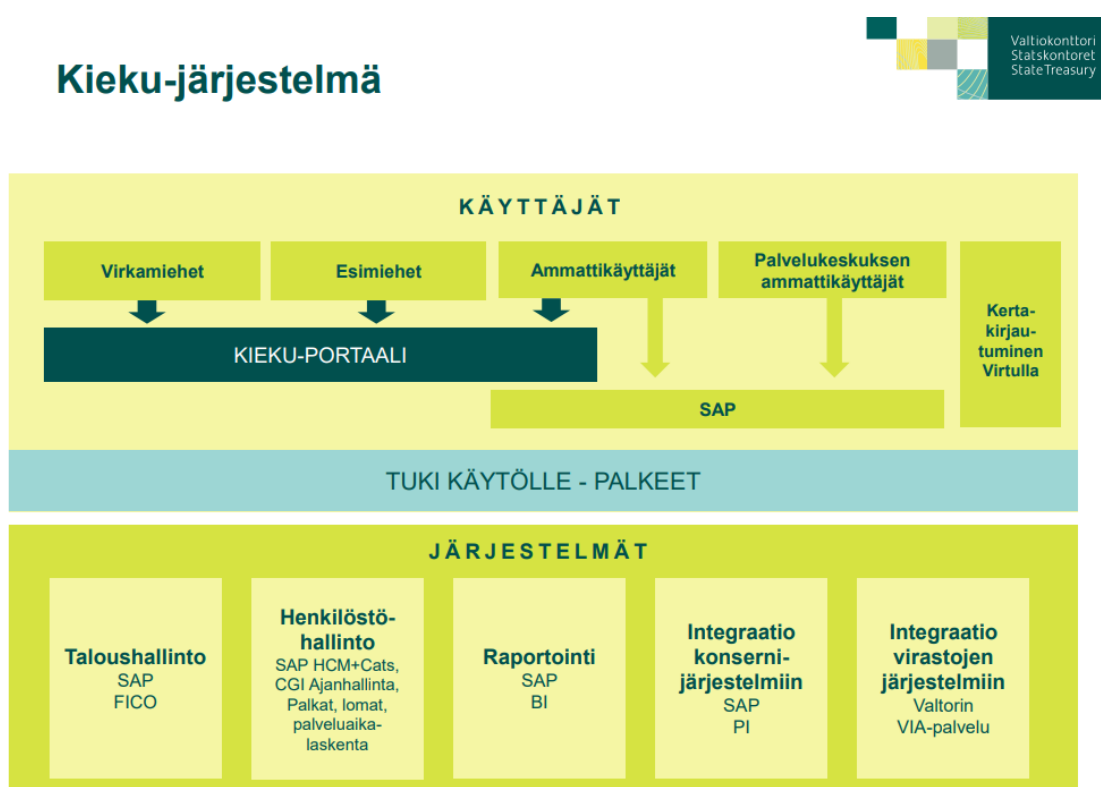 Valtiokonttori
Statskontoret
State Treasury
Kieku-järjestelmä
KÄYTTÄJÄT
Virkamiehet
Esimiehet
Ammattikäyttäjät
Palvelukeskuksen
ammattikäyttäjät
Kerta-
kirjau-
tuminen
Virtulla
KIEKU-PORTAALI
SAP
TUKI KÄYTÖLLE - PALKEET
JÄRJESTELMÄT
Taloushallinto
SAP
FICO
Henkilöstö-
hallinto
SAP HCM+Cats,
CGI Ajanhallinta,
Palkat, lomat,
palveluaika-
laskenta
Raportointi
SAP
BI
Integraatio
konserni-
järjestelmiin
SAP
PI
Integraatio
virastojen
järjestelmiin
Valtorin
VIA-palvelu